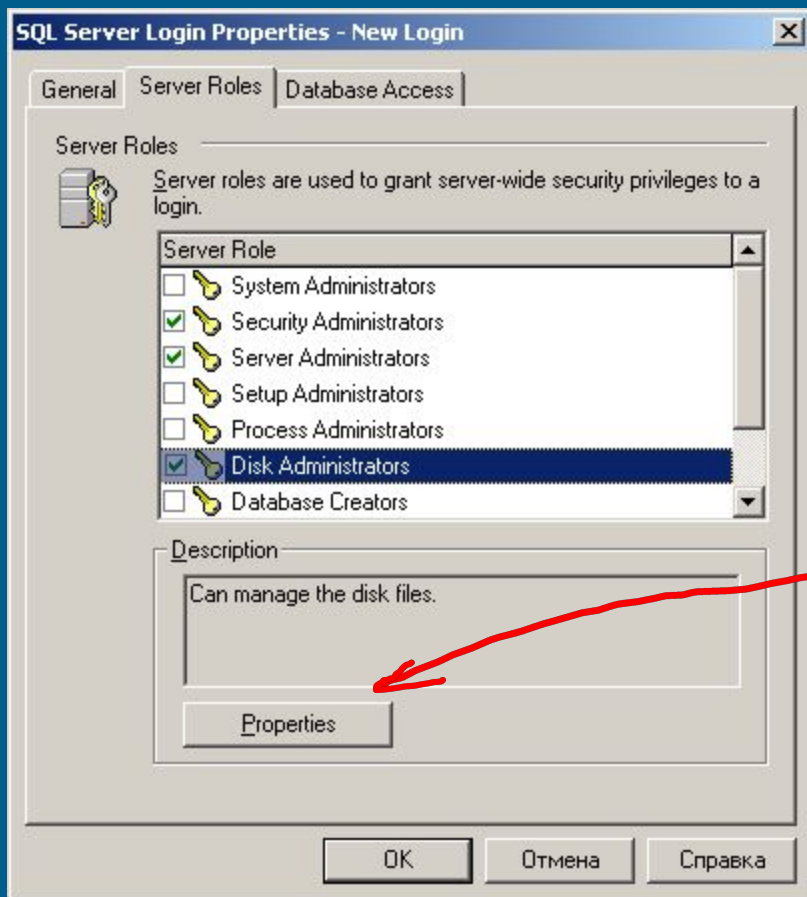 SQL Server Login Properties - New Login
General Server Roles Database Access
Server Roles
Server roles are used to grant server-wide security privileges to a
login.
Server Role
System Administrators
Security Administrators
Server Administrators
Setup Administrators
Process Administrators
Disk Administrators
Database Creators
Description
Can manage the disk files.
Properties
OK Отмена Справка